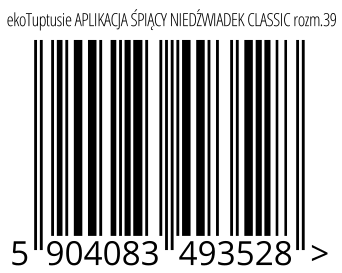 ekoTuptusie APLIKACJA ŚPIĄCY NIEDŹWIADEK CLASSIC rozm.39
5 904083 493528 >